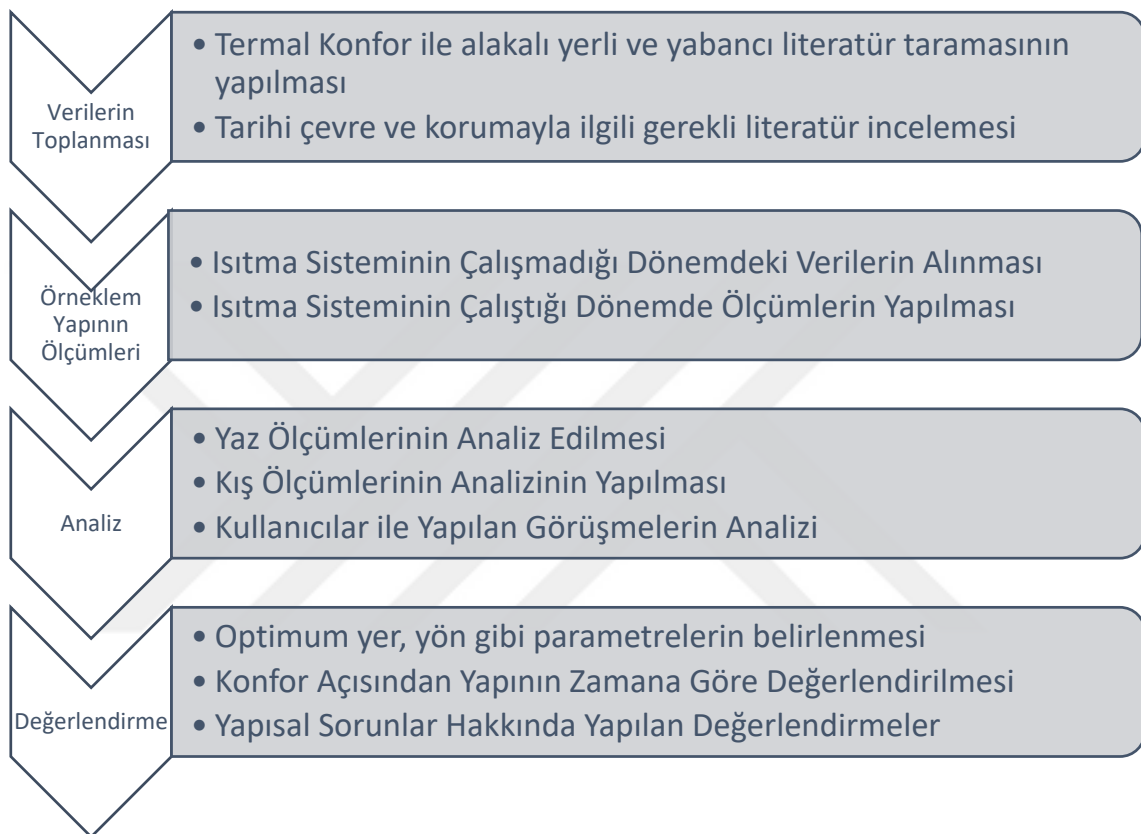 Verilerin
Toplanması
• Termal Konfor ile alakalı yerli ve yabancı literatür taramasının
yapılması
• Tarihi çevre ve korumayla ilgili gerekli literatür incelemesi
Örneklem
Yapının
Ölçümleri
• Isıtma Sisteminin Çalışmadığı Dönemdeki Verilerin Alınması
• Isıtma Sisteminin Çalıştığı Dönemde Ölçümlerin Yapılması
Analiz
• Yaz Ölçümlerinin Analiz Edilmesi
• Kış Ölçümlerinin Analizinin Yapılması
• Kullanıcılar ile Yapılan Görüşmelerin Analizi
Değerlendirme
• Optimum yer, yön gibi parametrelerin belirlenmesi
• Konfor Açısından Yapının Zamana Göre Değerlendirilmesi
• Yapısal Sorunlar Hakkında Yapılan Değerlendirmeler